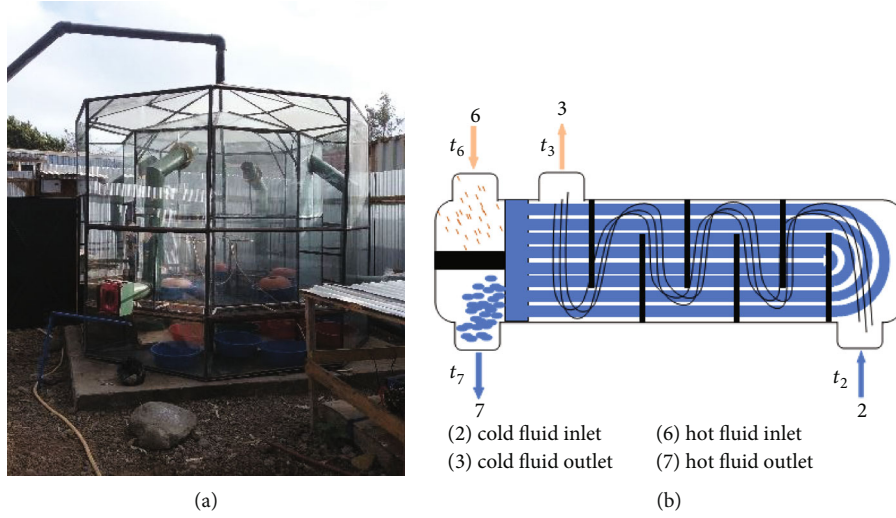 6
3
t6
t3
t7
t2
7
2
(2) cold fluid inlet
(6) hot fluid inlet
(3) cold fluid outlet
(7) hot fluid outlet
(a)
(b)